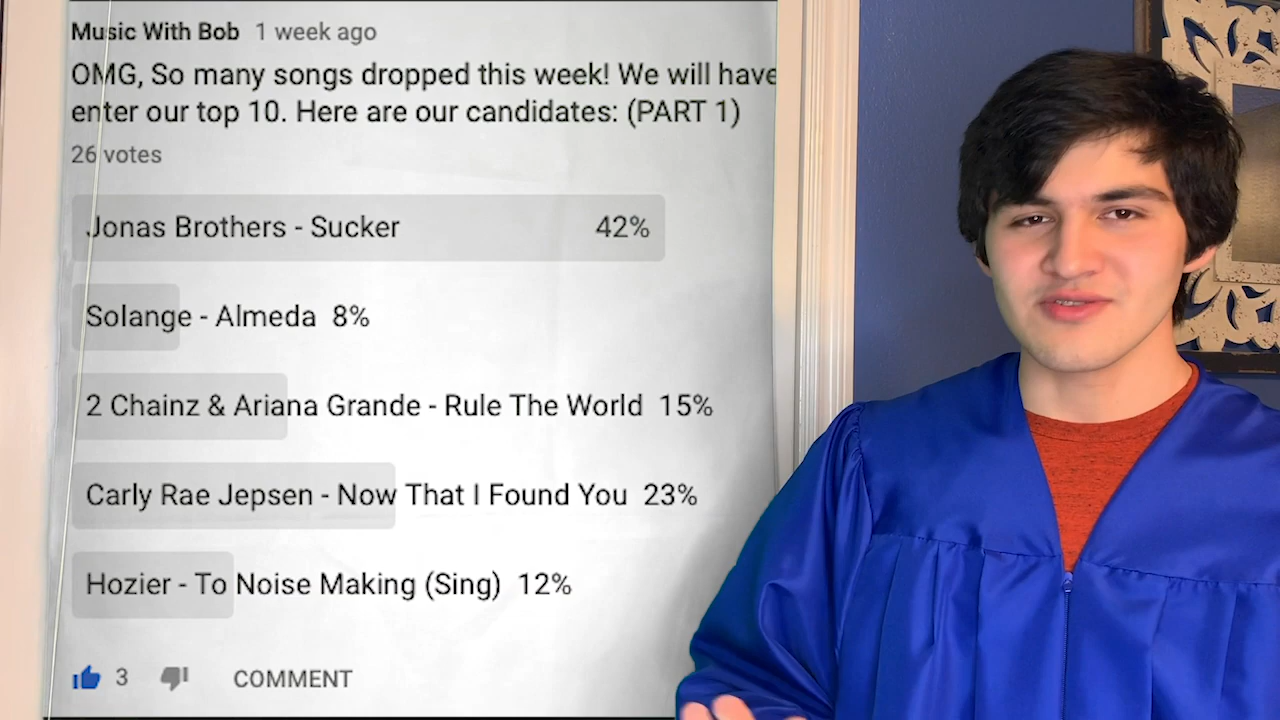 Music With Bob 1 week ago
OMG, So many songs dropped this week! We will have
enter our top 10. Here are our candidates: (PART 1)
26 votes
Jonas Brothers - Sucker 42%
Solange - Almeda 8%
2 Chainz & Ariana Grande - Rule The World 15%
Carly Rae Jepsen - Now That I Found You 23%
Hozier - To Noise Making (Sing) 12%
3 COMMENT